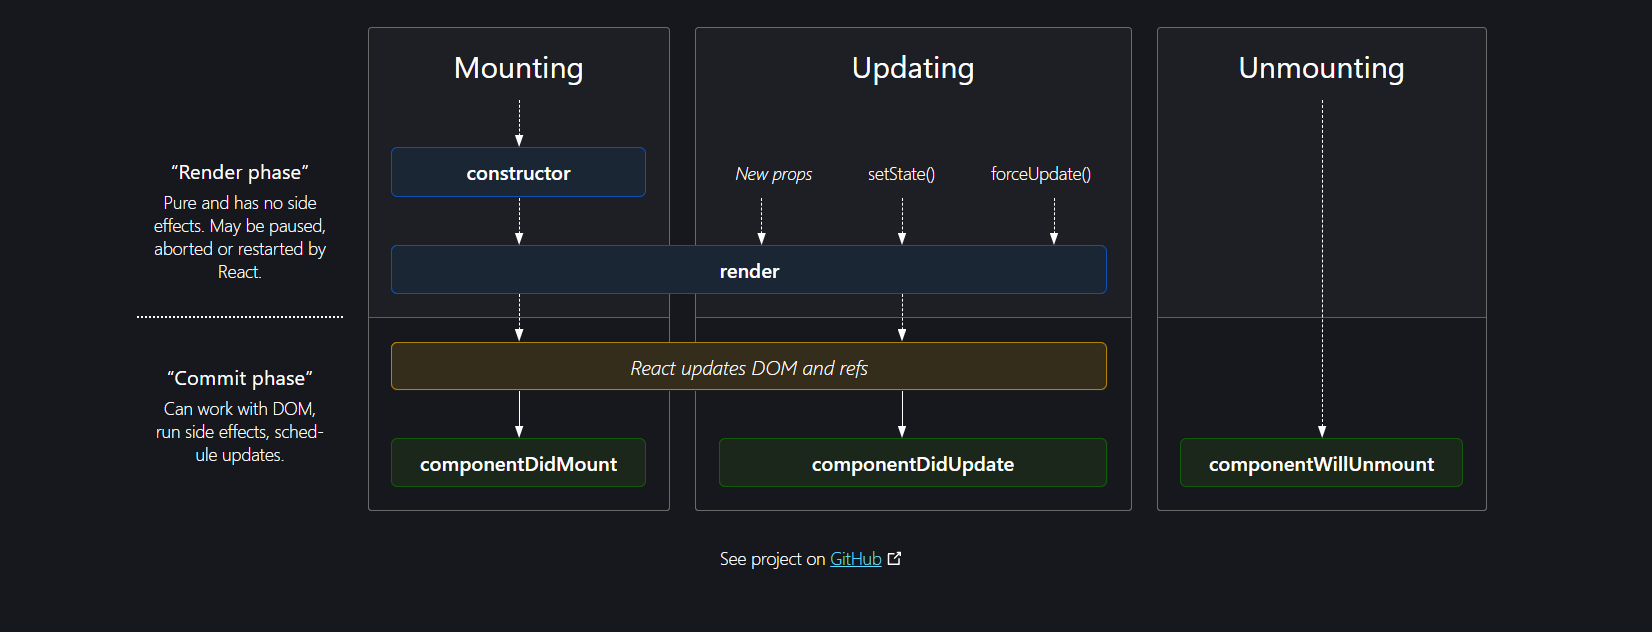 Mounting
Updating
Unmounting
“Render phase”
Pure and has no side
effects. May be paused,
aborted or restarted by
React.
constructor
New props
setState()
forceUpdate()
render
“Commit phase”
Can work with DOM,
run side effects, sched-
ule updates.
React updates DOM and refs
componentDidMount
componentDidUpdate
componentWillUnmount
See project on GitHub